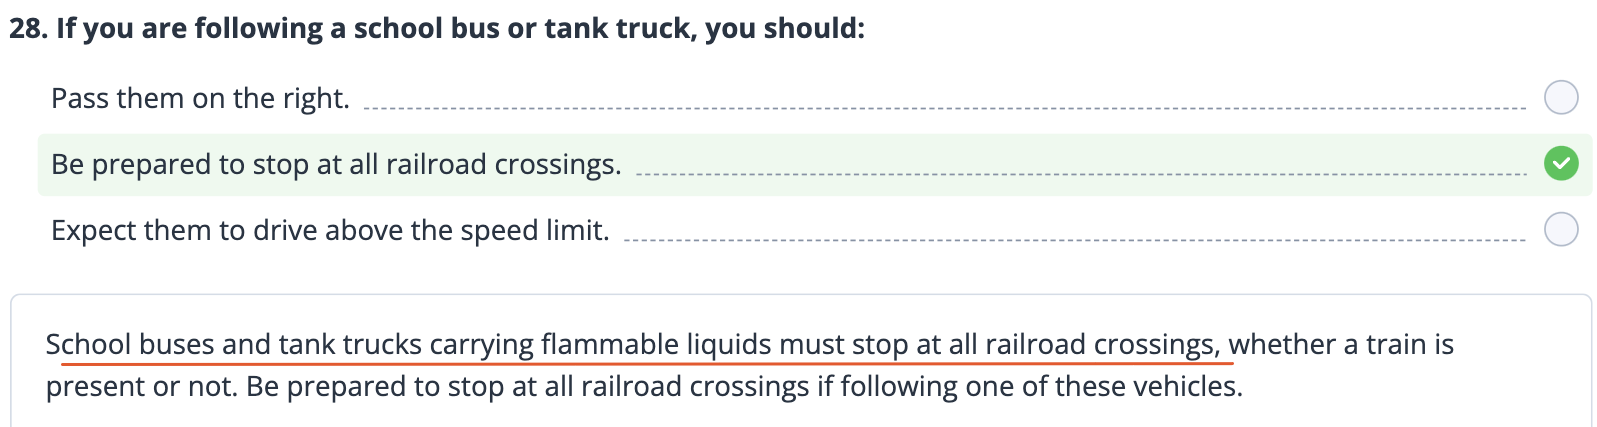 28. If you are following a school bus or tank truck, you should:
Pass them on the right.
Be prepared to stop at all railroad crossings.
Expect them to drive above the speed limit.
School buses and tank trucks carrying flammable liquids must stop at all railroad crossings, whether a train is
present or not. Be prepared to stop at all railroad crossings if following one of these vehicles.